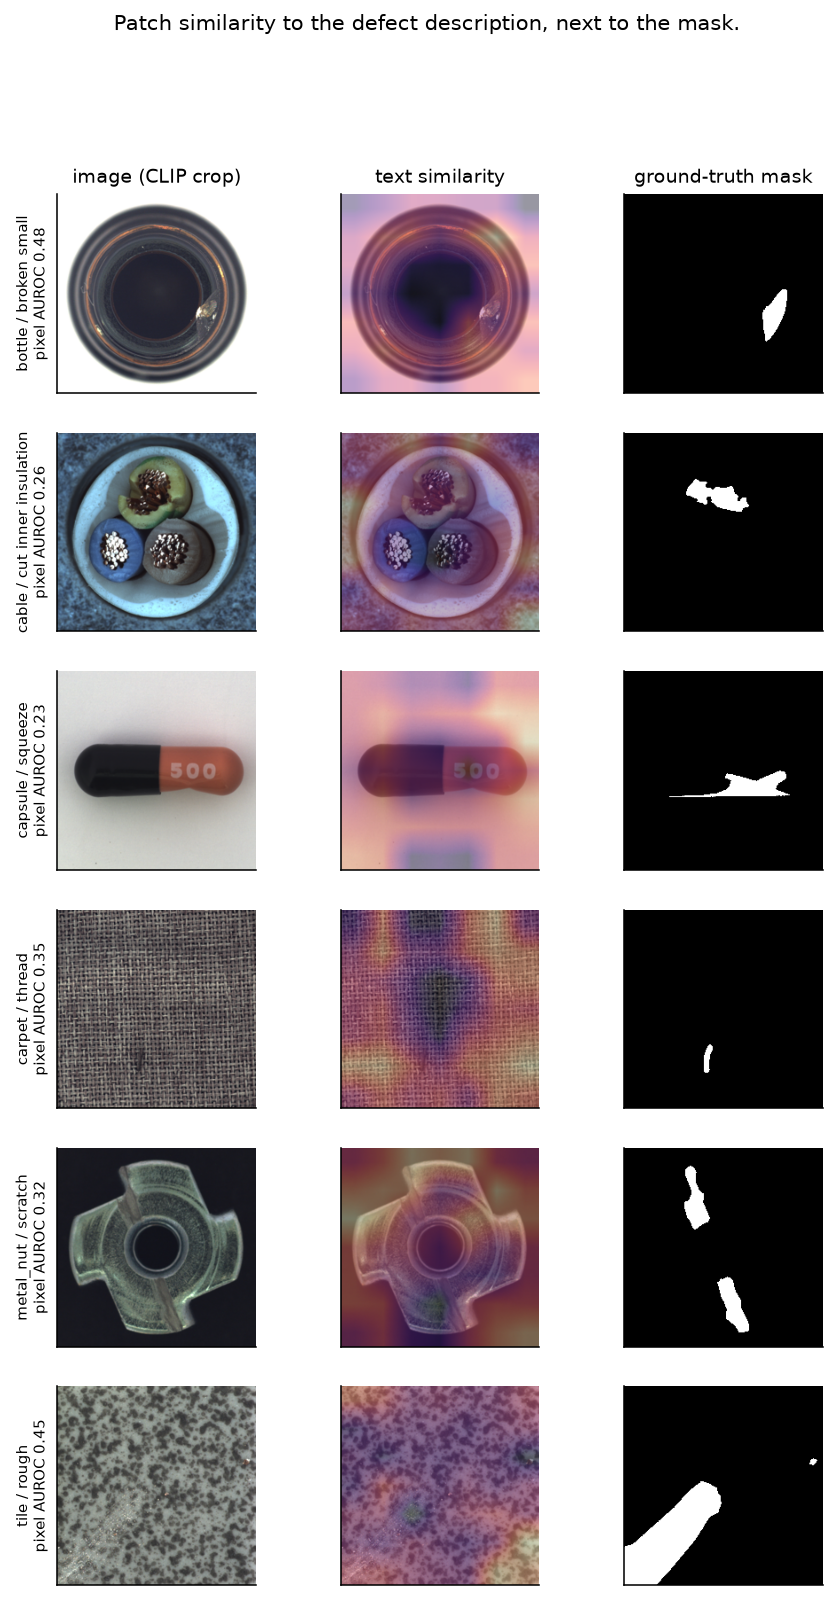 Patch similarity to the defect description, next to the mask.
image (CLIP crop)
text similarity
ground-truth mask
bottle / broken small
pixel AUROC 0.48
cable / cut inner insulation
pixel AUROC 0.26
capsule / squeeze
pixel AUROC 0.23
500
500
carpet / thread
pixel AUROC 0.35
metal_nut / scratch
pixel AUROC 0.32
tile / rough
pixel AUROC 0.45